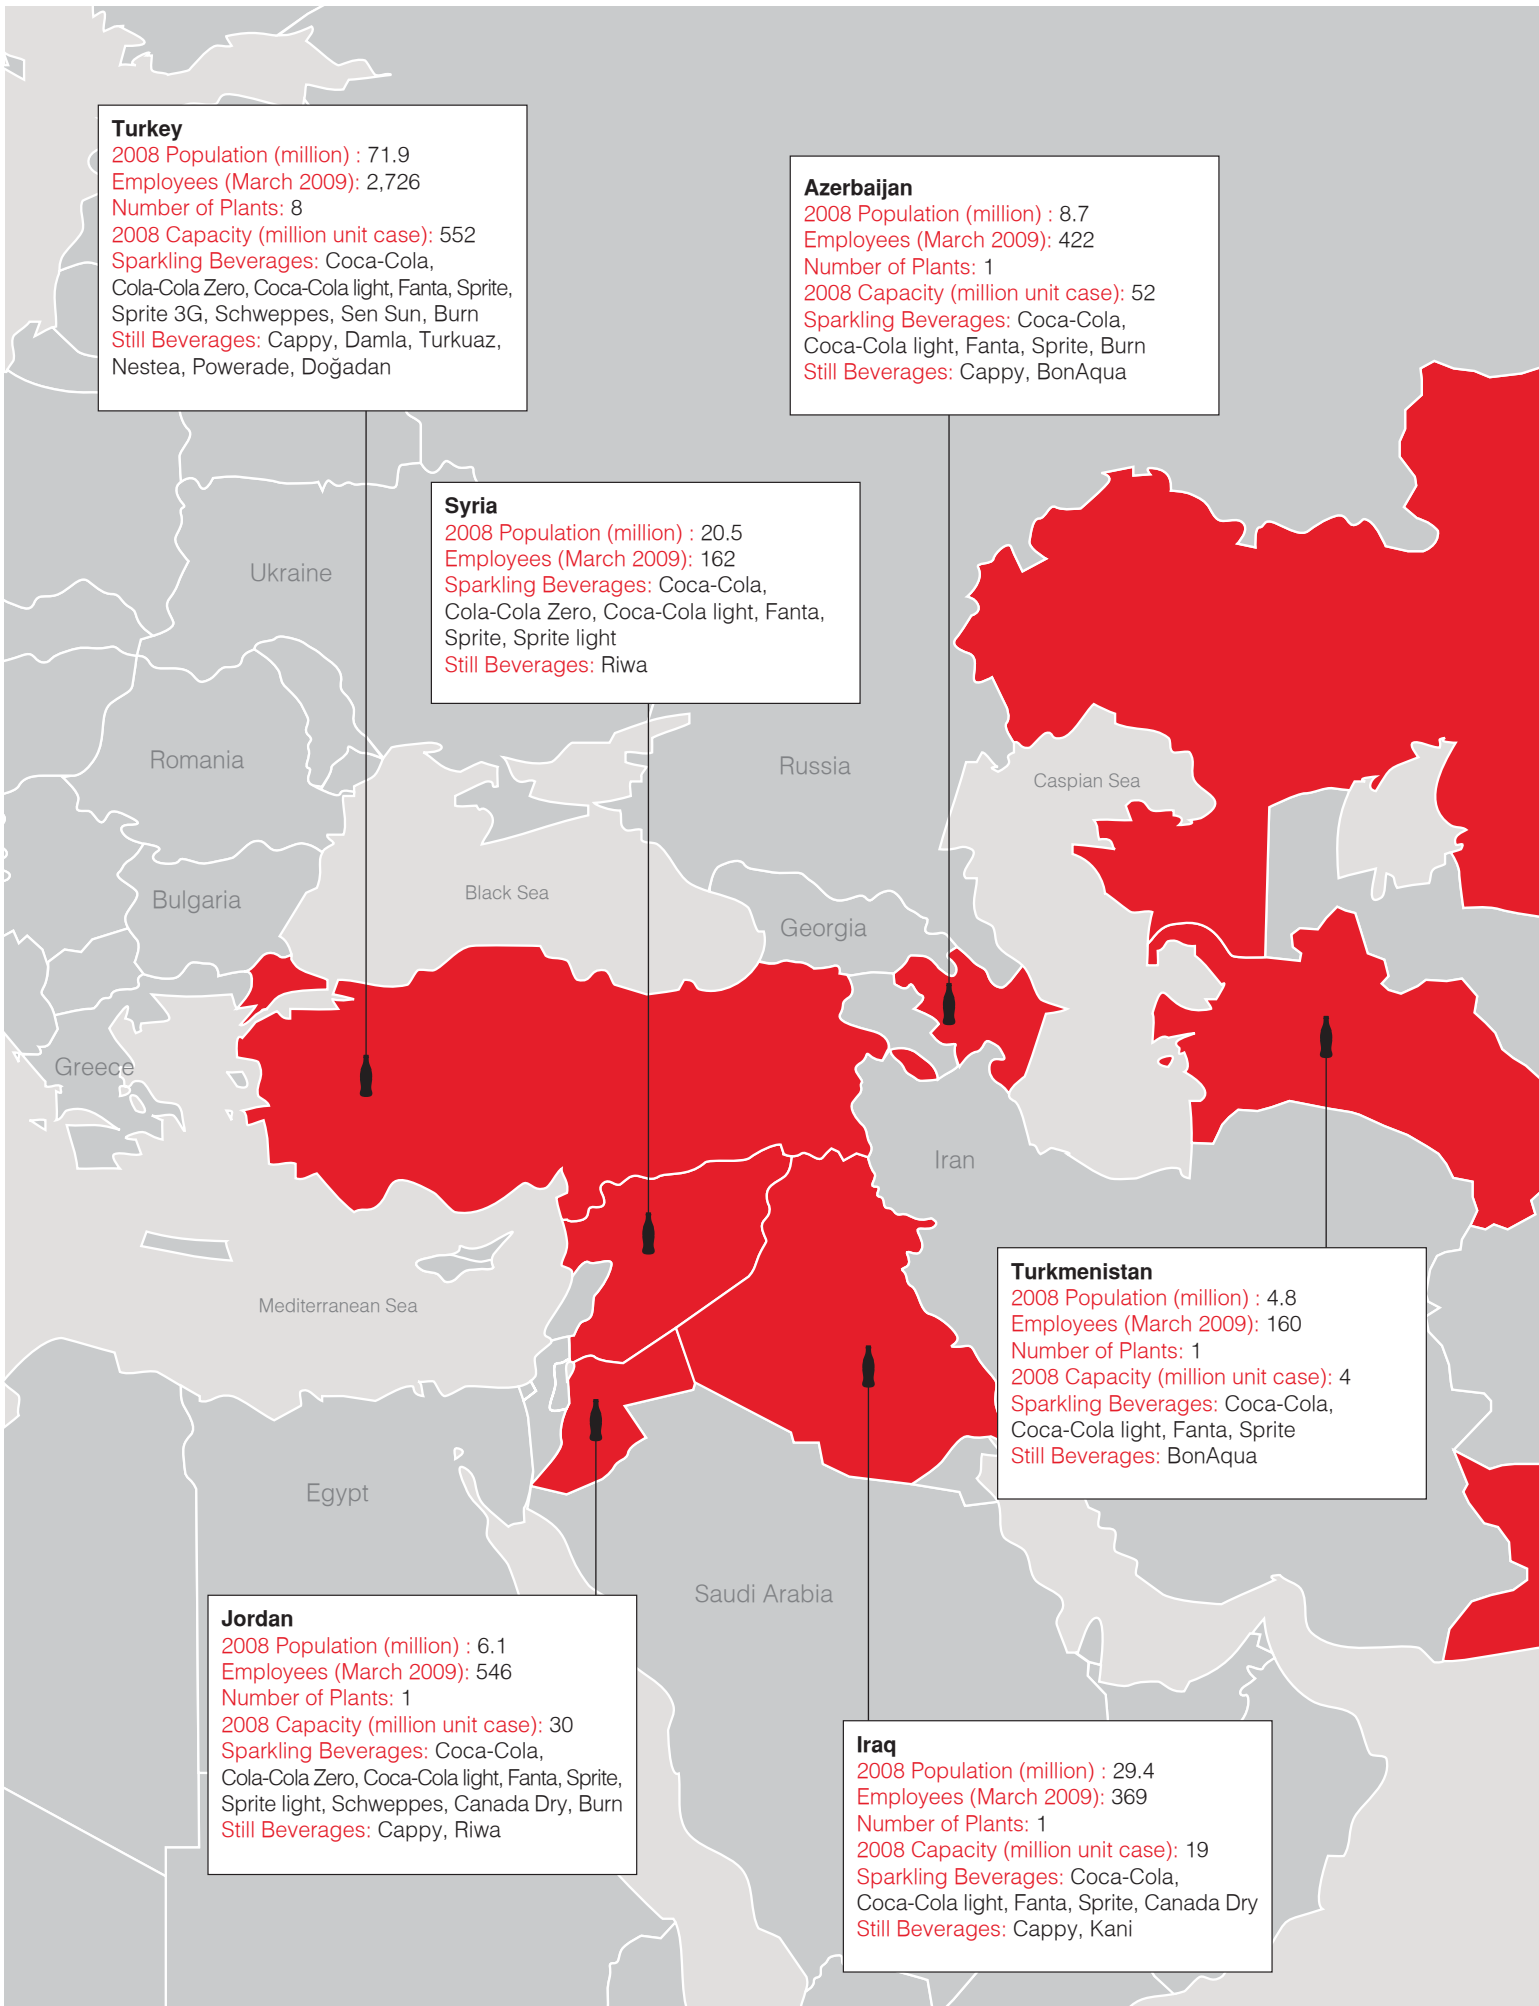 Turkey
2008 Population (million) : 71.9
Employees (March 2009): 2,726
Number of Plants: 8
2008 Capacity (million unit case): 552
Sparkling Beverages: Coca-Cola,
Cola-Cola Zero, Coca-Cola light, Fanta, Sprite,
Sprite 3G, Schweppes, Sen Sun, Burn
Still Beverages: Cappy, Damla, Turkuaz,
Nestea, Powerade, Doğadan
Azerbaijan
2008 Population (million) : 8.7
Employees (March 2009): 422
Number of Plants: 1
2008 Capacity (million unit case): 52
Sparkling Beverages: Coca-Cola,
Coca-Cola light, Fanta, Sprite, Burn
Still Beverages: Cappy, BonAqua
Syria
2008 Population (million) : 20.5
Employees (March 2009): 162
Sparkling Beverages: Coca-Cola,
Cola-Cola Zero, Coca-Cola light, Fanta,
Sprite, Sprite light
Still Beverages: Riwa
Ukraine
Romania
Russia
Caspian Sea
Bulgaria
Black Sea
Georgia
Greece
Iran
Mediterranean Sea
Turkmenistan
2008 Population (million) : 4.8
Employees (March 2009): 160
Number of Plants: 1
2008 Capacity (million unit case): 4
Sparkling Beverages: Coca-Cola,
Coca-Cola light, Fanta, Sprite
Still Beverages: BonAqua
Egypt
Saudi Arabia
Jordan
2008 Population (million) : 6.1
Employees (March 2009): 546
Number of Plants: 1
2008 Capacity (million unit case): 30
Sparkling Beverages: Coca-Cola,
Cola-Cola Zero, Coca-Cola light, Fanta, Sprite,
Sprite light, Schweppes, Canada Dry, Burn
Still Beverages: Cappy, Riwa
Iraq
2008 Population (million) : 29.4
Employees (March 2009): 369
Number of Plants: 1
2008 Capacity (million unit case): 19
Sparkling Beverages: Coca-Cola,
Coca-Cola light, Fanta, Sprite, Canada Dry
Still Beverages: Cappy, Kani